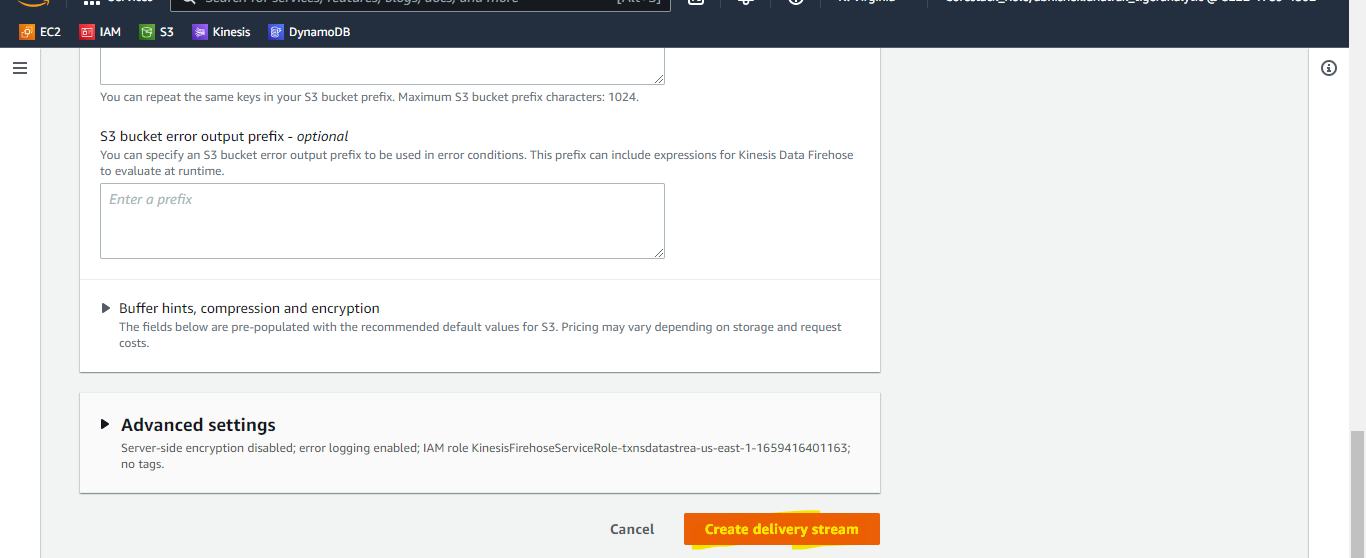 EC2 IAM S3 Kinesis DynamoDB
You can repeat the same keys in your S3 bucket prefix. Maximum S3 bucket prefix characters: 1024.
S3 bucket error output prefix - optional
You can specify an S3 bucket error output prefix to be used in error conditions. This prefix can include expressions for Kinesis Data Firehose
to evaluate at runtime.
Enter a prefix
Buffer hints, compression and encryption
The fields below are pre-populated with the recommended default values for S3. Pricing may vary depending on storage and request
costs.
Advanced settings
Server-side encryption disabled; error logging enabled; IAM role KinesisFirehoseServiceRole-txnsdatastrea-us-east-1-1659416401163;
no tags.
Cancel Create delivery stream